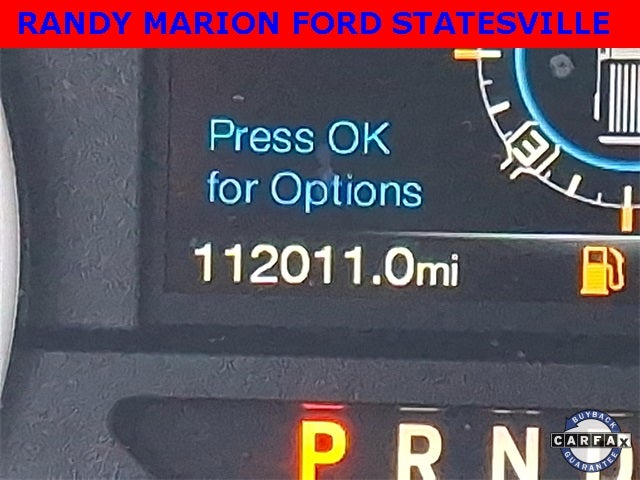 RANDY MARION FORD STATESVILLE
Press OK
for Options
112011.0mi
P R N D
BUYBACK
CARFAX
GUARANTEE